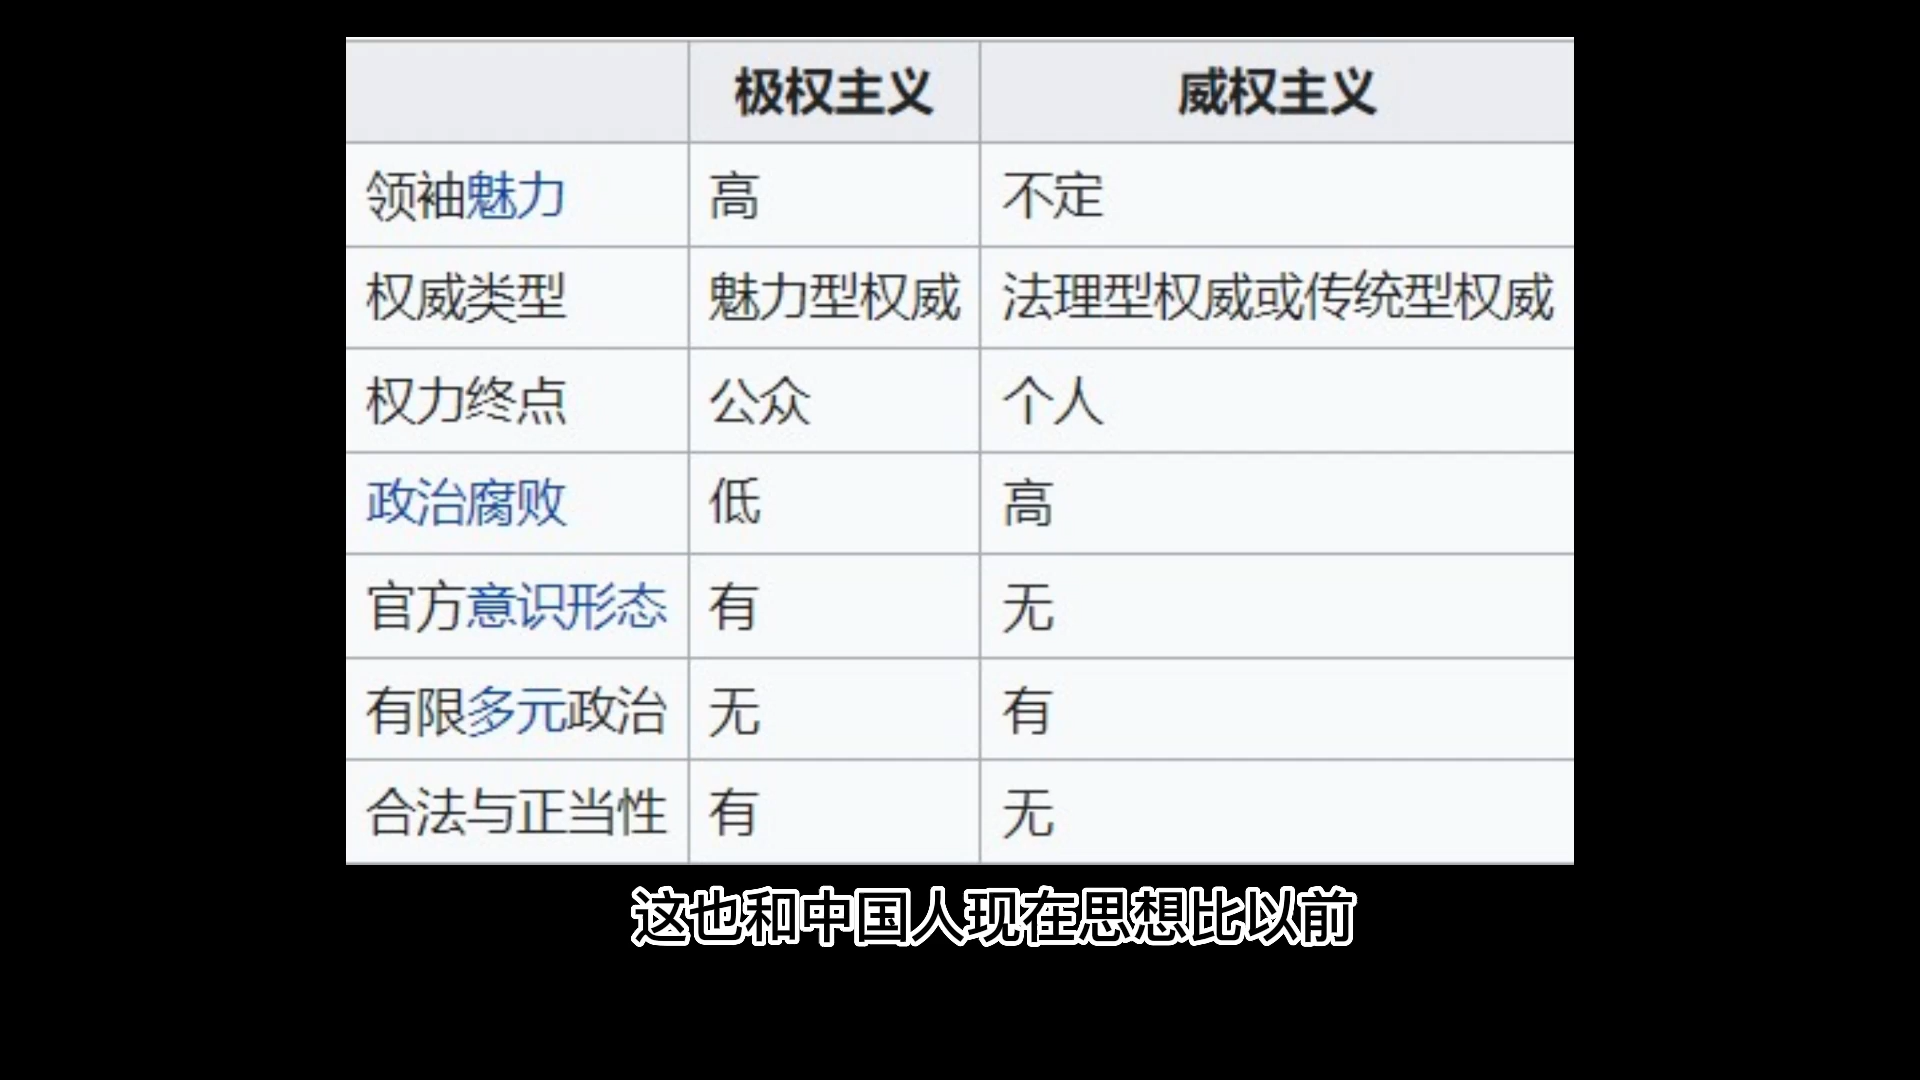 极权主义 威权主义
领袖魅力 高 不定
权威类型 魅力型权威 法理型权威或传统型权威
权力终点 公众 个人
政治腐败 低 高
官方意识形态 有 无
有限多元政治 无 有
合法与正当性 有 无
这也和中国人现在思想比以前